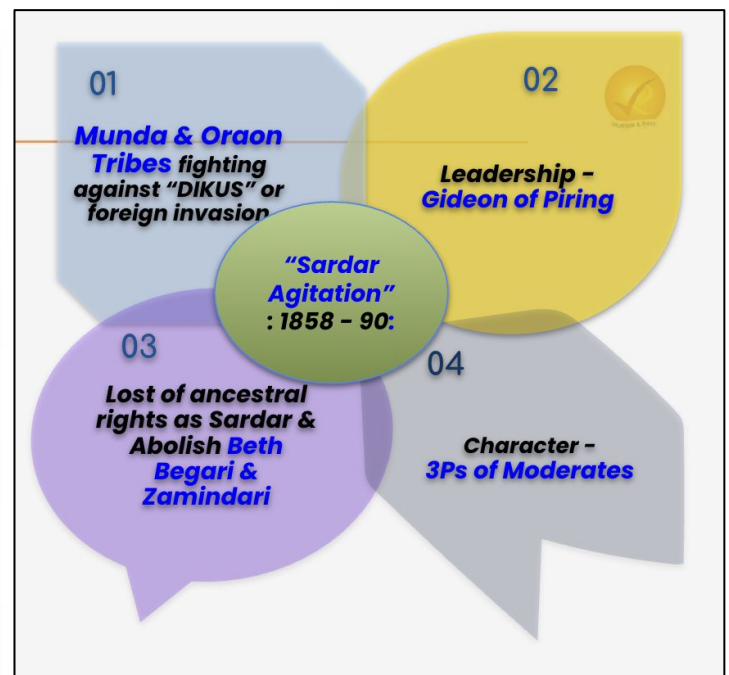 01
Munda & Oraon
Tribes fighting
against “DIKUS” or
foreign invasion
02
Leadership –
Gideon of Piring
“Sardar
Agitation”
: 1858 – 90:
03
Lost of ancestral
rights as Sardar &
Abolish Beth
Begari &
Zamindari
04
Character –
3Ps of Moderates